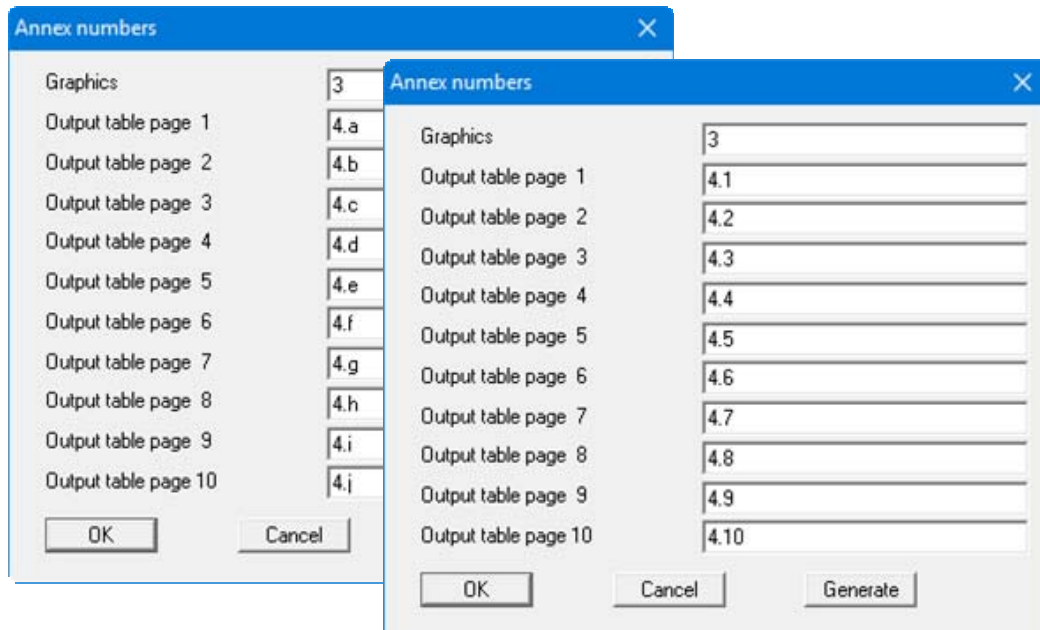 Annex numbers
Graphics 3
Output table page 1 4.a
Output table page 2 4.b
Output table page 3 4.c
Output table page 4 4.d
Output table page 5 4.e
Output table page 6 4.f
Output table page 7 4.g
Output table page 8 4.h
Output table page 9 4.i
Output table page 10 4.j
OK Cancel
Annex numbers
Graphics 3
Output table page 1 4.1
Output table page 2 4.2
Output table page 3 4.3
Output table page 4 4.4
Output table page 5 4.5
Output table page 6 4.6
Output table page 7 4.7
Output table page 8 4.8
Output table page 9 4.9
Output table page 10 4.10
OK Cancel Generate